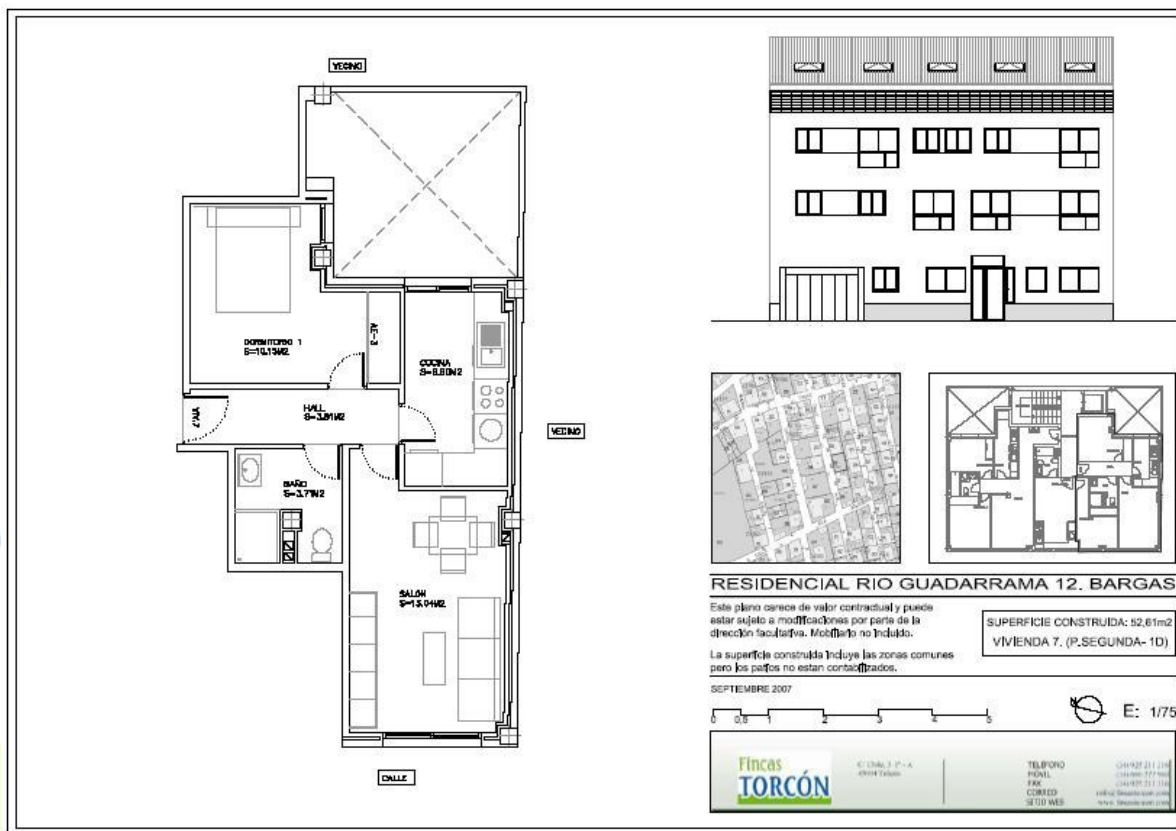 VECINO
DORMITORIO 1
S=10.15M2
AE-3
COCINA
HALL
VECINO
BAÑO
S=3.71M2
SALON
S=15.04M2
CALLE
RESIDENCIAL RIO GUADARRAMA 12. BARGAS
Este plano carece de valor contractual y puede
estar sujeto a modificaciones por parte de la
dirección facultativa. Mobiliario no incluido.
La superficie construida incluye las zonas comunes
pero los patios no estan contabilizados.
SUPERFICIE CONSTRUIDA: 52,61m2
VIVIENDA 7. (P.SEGUNDA- 1D)
SEPTIEMBRE 2007
0 0,5 1 2 3 4 5
N
E: 1/75
Fincas
TORCÓN
TELEFONO
MOVIL
FAX
CORREO
SITIO WEB